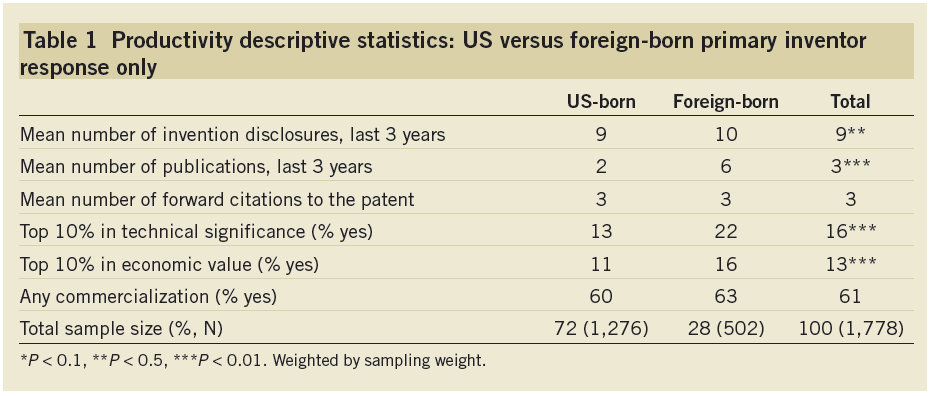 Table 1 Productivity descriptive statistics: US versus foreign-born primary inventor
response only
US-born Foreign-born Total
Mean number of invention disclosures, last 3 years 9 10 9**
Mean number of publications, last 3 years 2 6 3***
Mean number of forward citations to the patent 3 3 3
Top 10% in technical significance (% yes) 13 22 16***
Top 10% in economic value (% yes) 11 16 13***
Any commercialization (% yes) 60 63 61
Total sample size (%, N) 72 (1,276) 28 (502) 100 (1,778)
*P < 0.1, **P < 0.5, ***P < 0.01. Weighted by sampling weight.